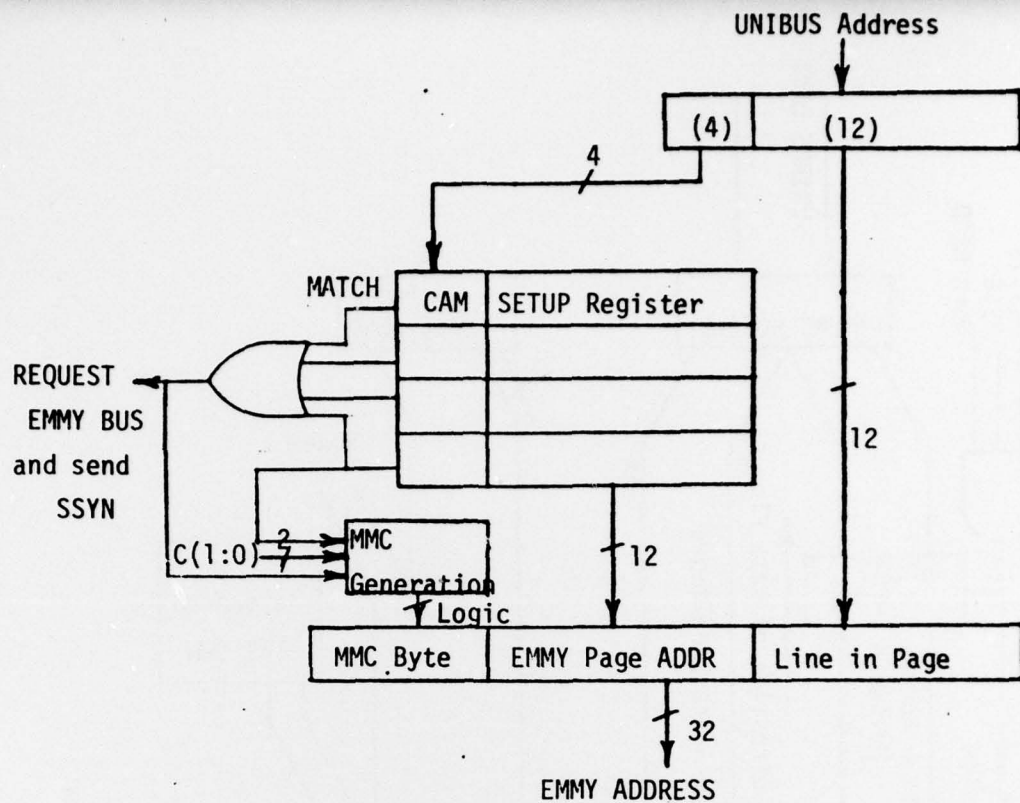 UNIBUS Address
(4) (12)
4
MATCH
CAM SETUP Register
REQUEST
EMMY BUS
and send
SSYN
12
C(1:0) 2
MMC
Generation
Logic
12
MMC Byte EMMY Page ADDR Line in Page
32
EMMY ADDRESS